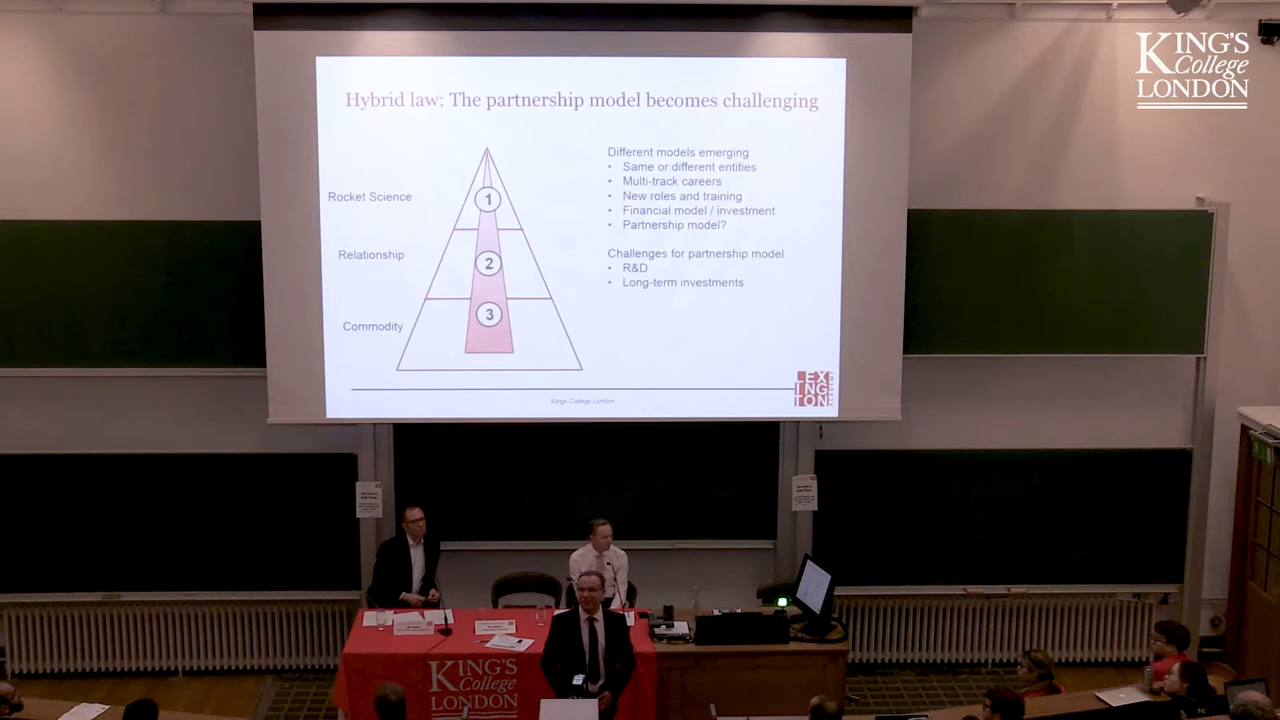 KING'S
College
LONDON
Hybrid law: The partnership model becomes challenging
Rocket Science
Relationship
Commodity
1
2
3
Different models emerging
• Same or different entities
• Multi-track careers
• New roles and training
• Financial model / investment
• Partnership model?
Challenges for partnership model
• R&D
• Long-term investments
Kings College London
LEX
ING
TON
ACADEMY
KING'S
College
LONDON